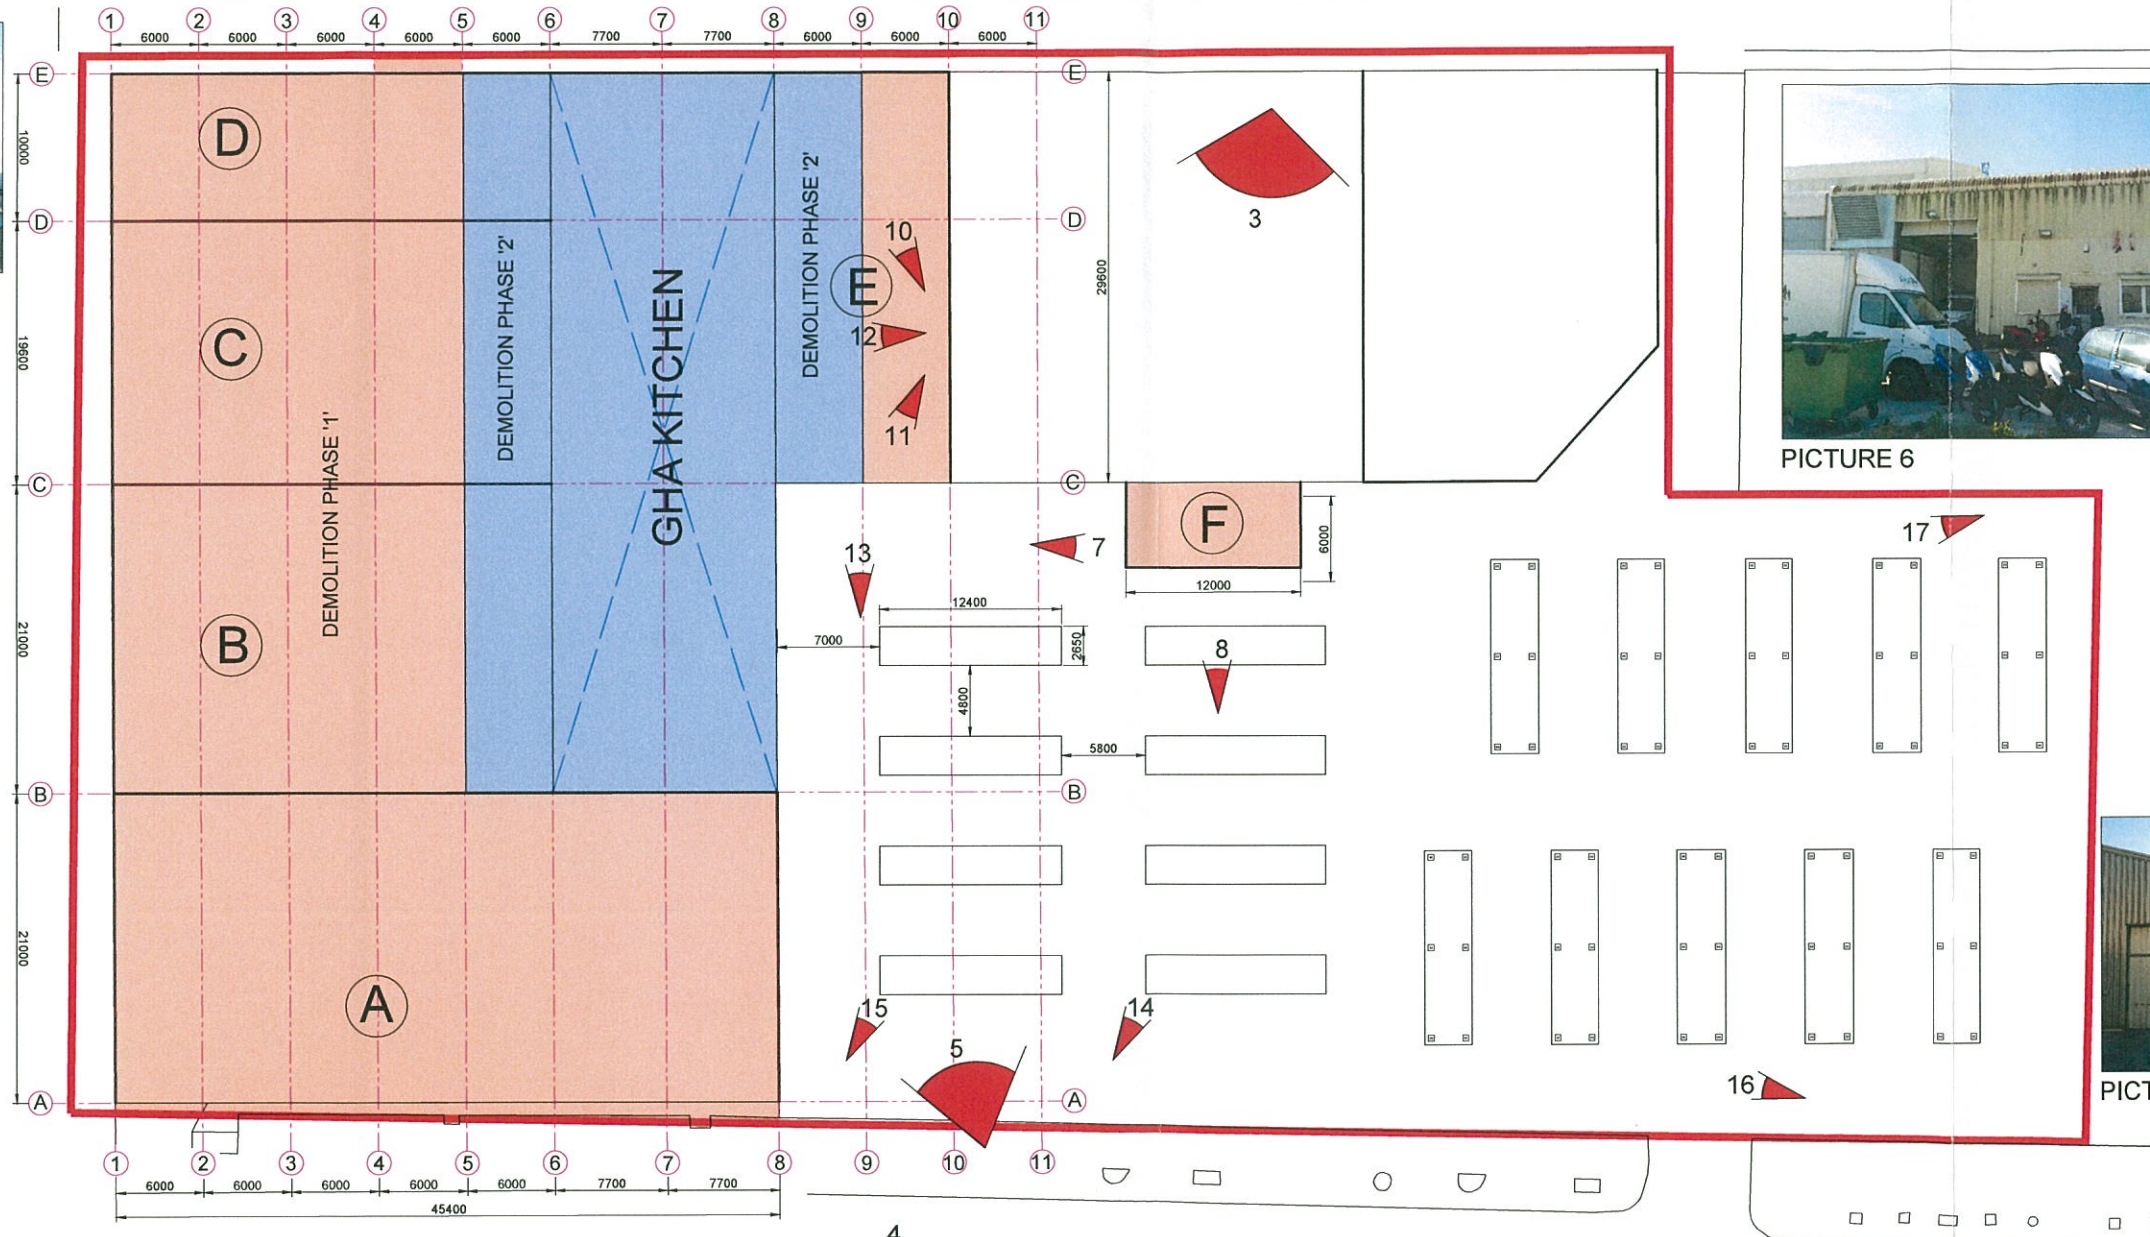 1 2 3 4 5 6 7 8 9 10 11
6000 6000 6000 6000 6000 7700 7700 6000 6000 6000
E
E
D
10000
DEMOLITION PHASE '2'
3
D
D
10
29600
19600
C
DEMOLITION PHASE '2'
GHA KITCHEN
E
12
11
DEMOLITION PHASE '1'
PICTURE 6
C
C
F
6000
17
13
7
12000
12400
21000
B
7000
2650
8
4800
5800
B
B
21000
A
15
14
5
16
PICT
A
A
1 2 3 4 5 6 7 8 9 10 11
6000 6000 6000 6000 6000 7700 7700
45400
4